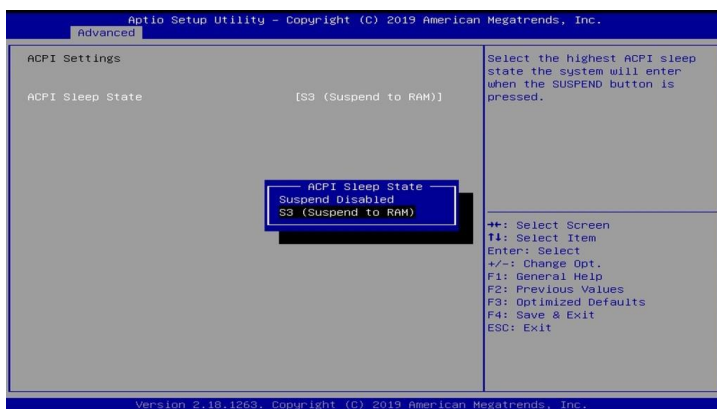 Aptio Setup Utility – Copyright (C) 2019 American Megatrends, Inc.
Advanced
ACPI Settings
ACPI Sleep State [S3 (Suspend to RAM)]
Select the highest ACPI sleep
state the system will enter
when the SUSPEND button is
pressed.
ACPI Sleep State
Suspend Disabled
S3 (Suspend to RAM)
→←: Select Screen
↑↓: Select Item
Enter: Select
+/-: Change Opt.
F1: General Help
F2: Previous Values
F3: Optimized Defaults
F4: Save & Exit
ESC: Exit
Version 2.18.1263. Copyright (C) 2019 American Megatrends, Inc.